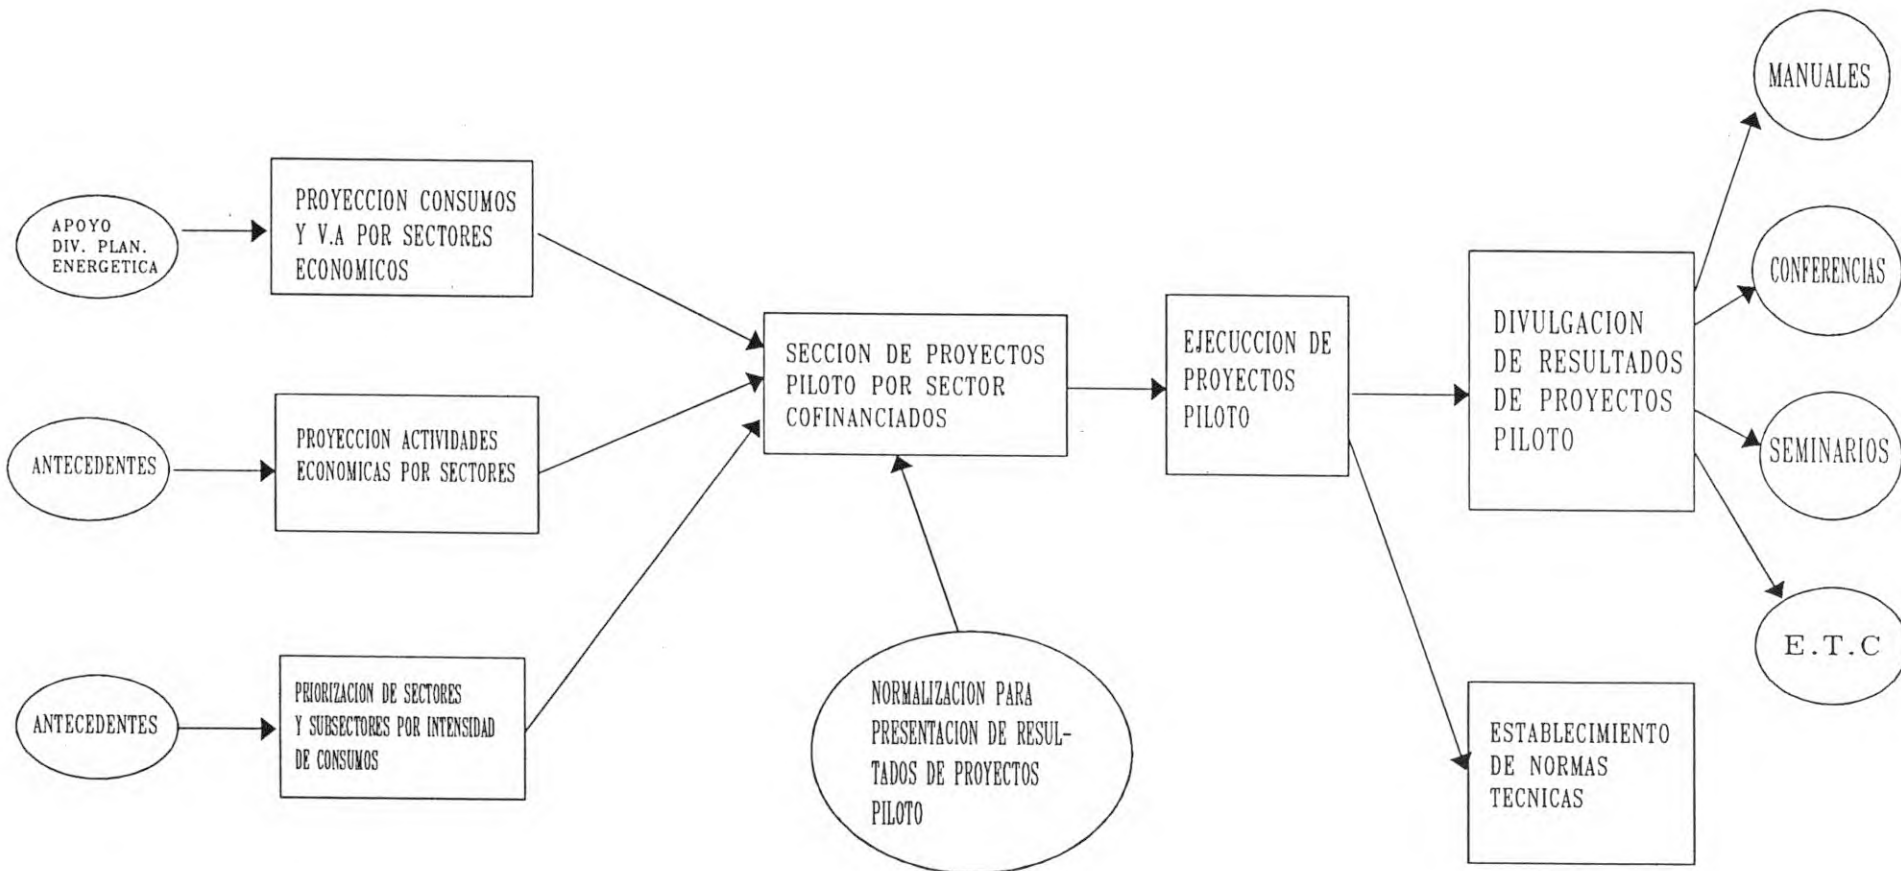 APOYO
DIV. PLAN.
ENERGETICA
PROYECCION CONSUMOS
Y V.A POR SECTORES
ECONOMICOS
ANTECEDENTES
PROYECCION ACTIVIDADES
ECONOMICAS POR SECTORES
ANTECEDENTES
PRIORIZACION DE SECTORES
Y SUBSECTORES POR INTENSIDAD
DE CONSUMOS
SECCION DE PROYECTOS
PILOTO POR SECTOR
COFINANCIADOS
NORMALIZACION PARA
PRESENTACION DE RESUL-
TADOS DE PROYECTOS
PILOTO
EJECUCCION DE
PROYECTOS
PILOTO
DIVULGACION
DE RESULTADOS
DE PROYECTOS
PILOTO
ESTABLECIMIENTO
DE NORMAS
TECNICAS
MANUALES
CONFERENCIAS
SEMINARIOS
E.T.C